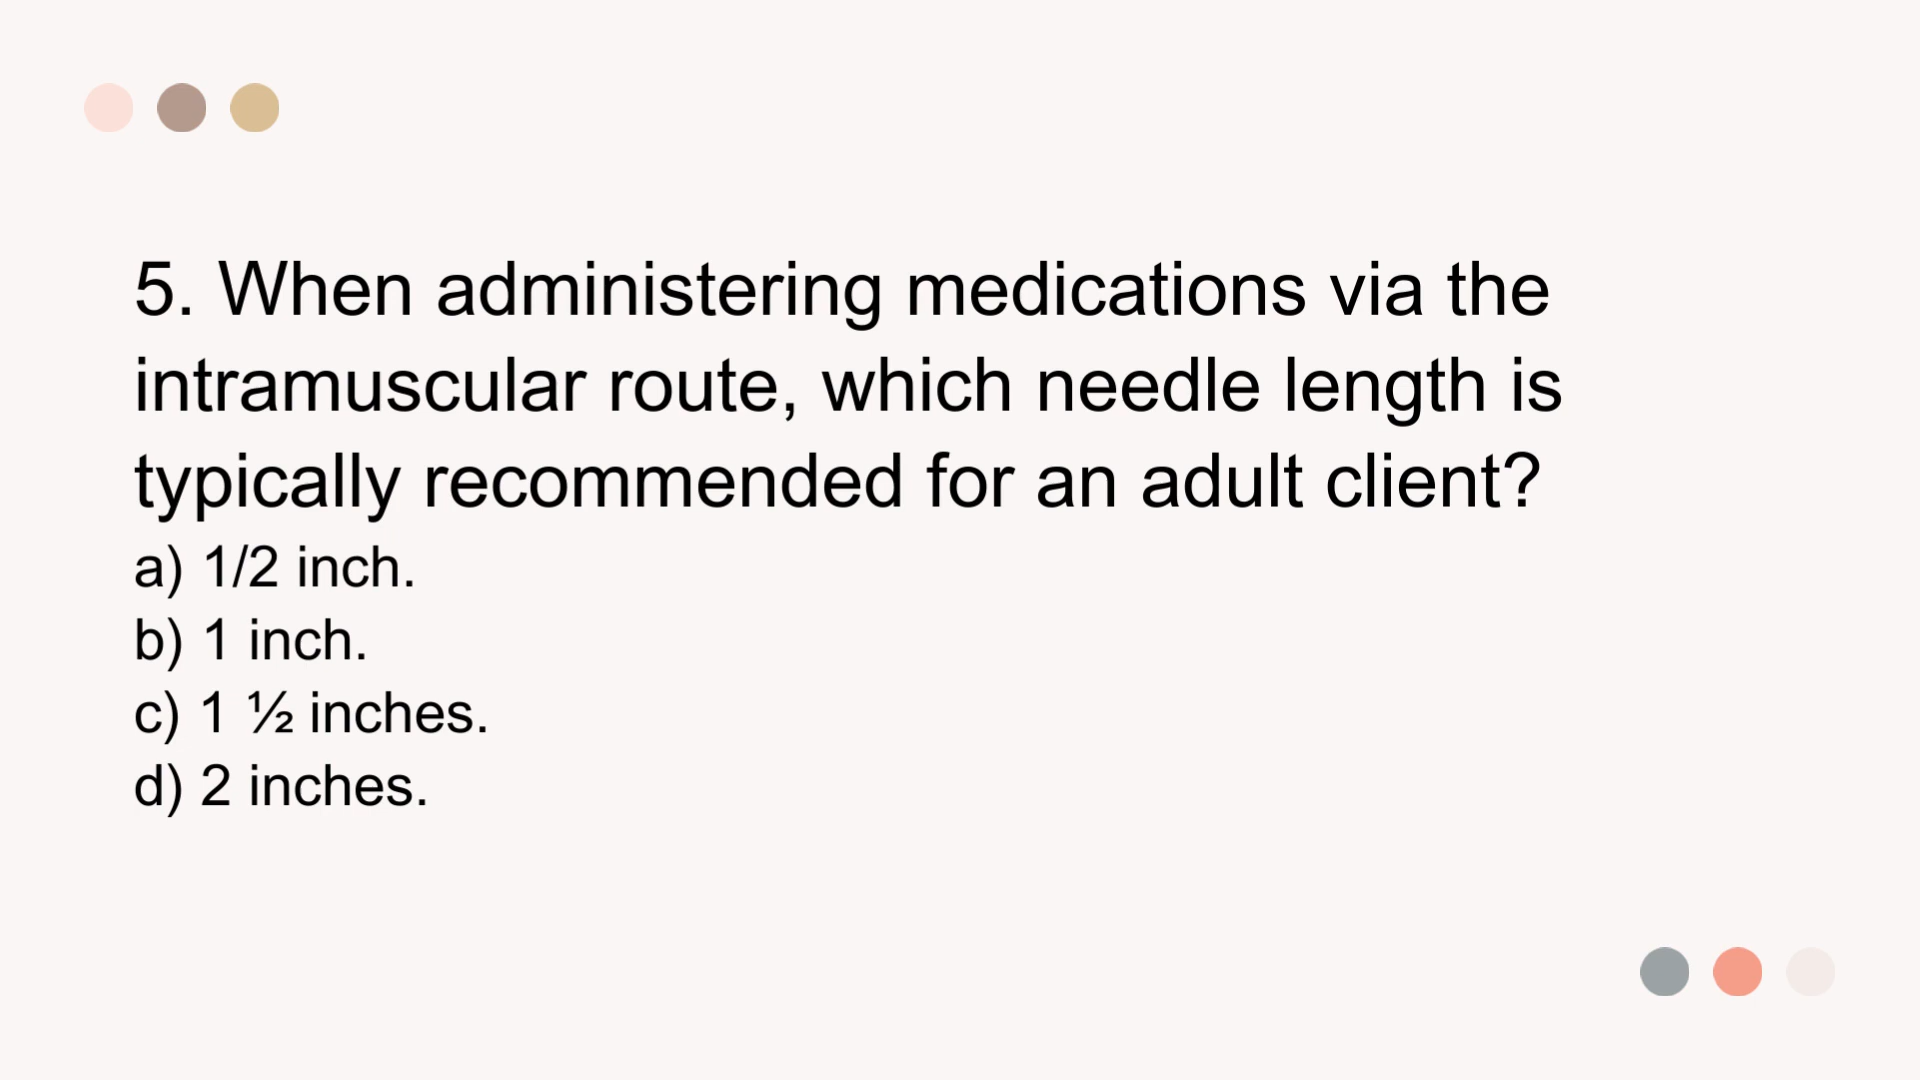 5. When administering medications via the
intramuscular route, which needle length is
typically recommended for an adult client?
a) 1/2 inch.
b) 1 inch.
c) 1 ½ inches.
d) 2 inches.